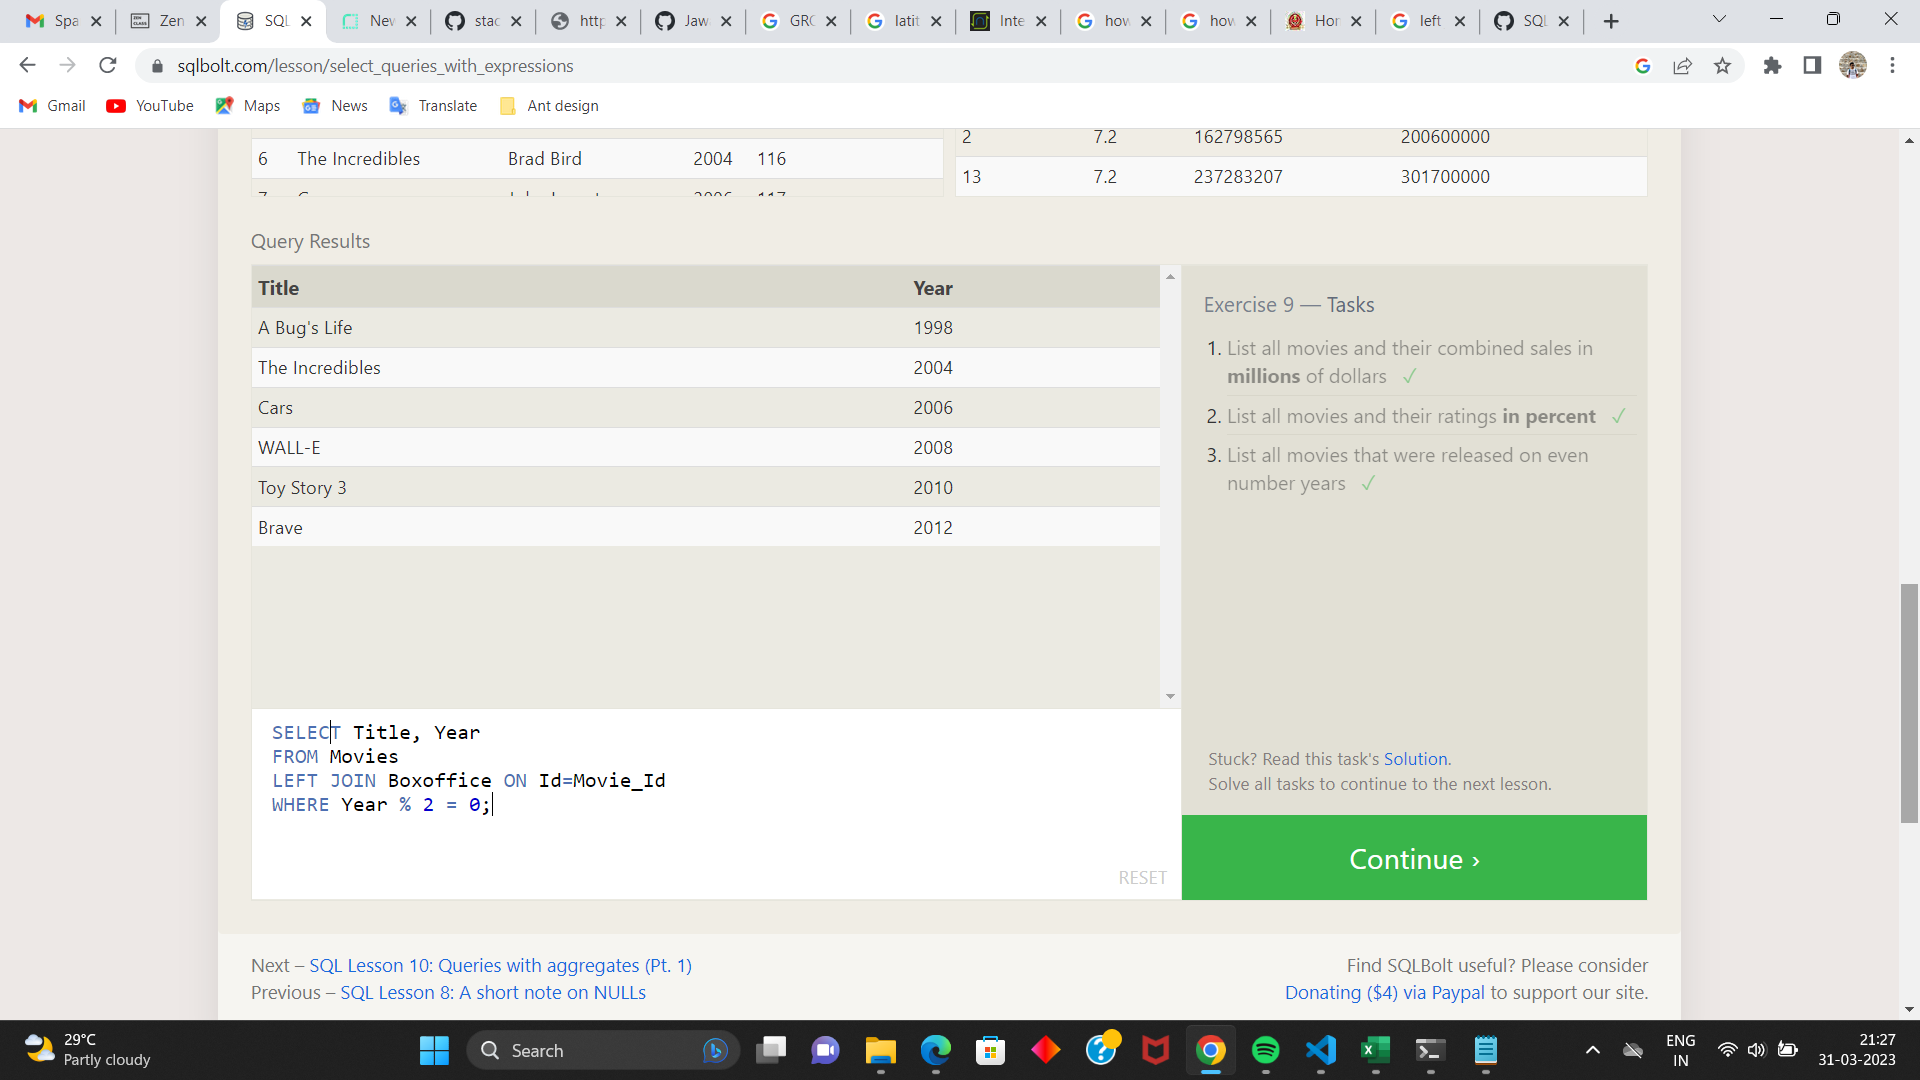 Spa
Zen
SQL
New
stac
http
Jaw
GRO
latit
Inte
how
how
Hor
left
SQL
sqlbolt.com/lesson/select_queries_with_expressions
Gmail
YouTube
Maps
News
Translate
Ant design
6 The Incredibles Brad Bird 2004 116
2 7.2 162798565 200600000
13 7.2 237283207 301700000
Query Results
Title Year
A Bug's Life 1998
The Incredibles 2004
Cars 2006
WALL-E 2008
Toy Story 3 2010
Brave 2012
Exercise 9 — Tasks
1. List all movies and their combined sales in
millions of dollars ✓
2. List all movies and their ratings in percent ✓
3. List all movies that were released on even
number years ✓
SELECT Title, Year
FROM Movies
LEFT JOIN Boxoffice ON Id=Movie_Id
WHERE Year % 2 = 0;
RESET
Stuck? Read this task's Solution.
Solve all tasks to continue to the next lesson.
Continue ›
Next – SQL Lesson 10: Queries with aggregates (Pt. 1)
Previous – SQL Lesson 8: A short note on NULLs
Find SQLBolt useful? Please consider
Donating ($4) via Paypal to support our site.
29°C
Partly cloudy
Search
ENG
IN
21:27
31-03-2023